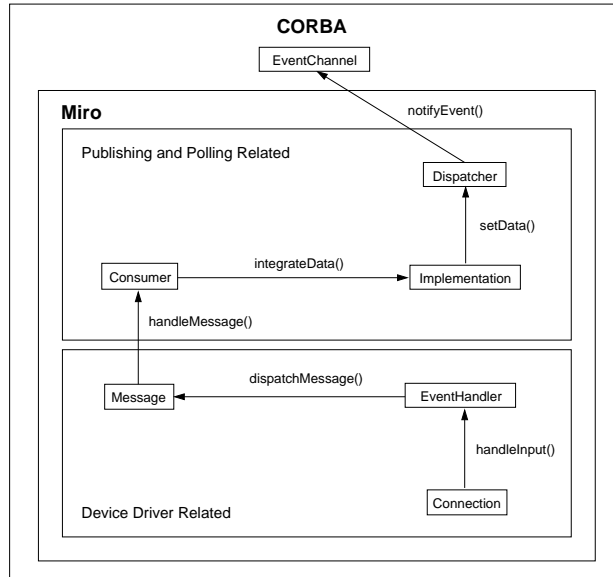 CORBA
EventChannel
Miro
notifyEvent()
Publishing and Polling Related
Dispatcher
setData()
integrateData()
Consumer
Implementation
handleMessage()
dispatchMessage()
Message
EventHandler
handleInput()
Connection
Device Driver Related